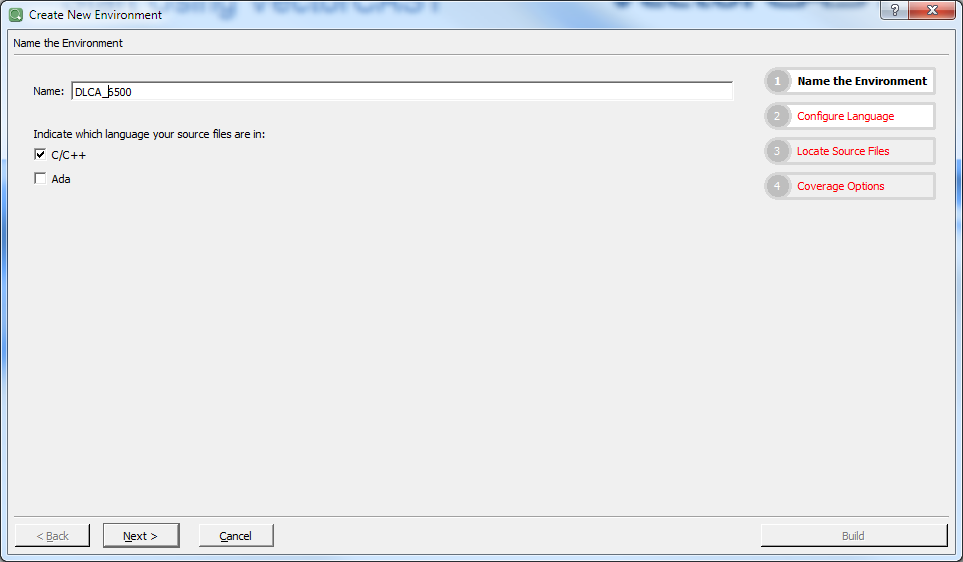 Create New Environment
Name the Environment
Name: DLCA_6500
Indicate which language your source files are in:
C/C++
Ada
1 Name the Environment
2 Configure Language
3 Locate Source Files
4 Coverage Options
< Back
Next >
Cancel
Build